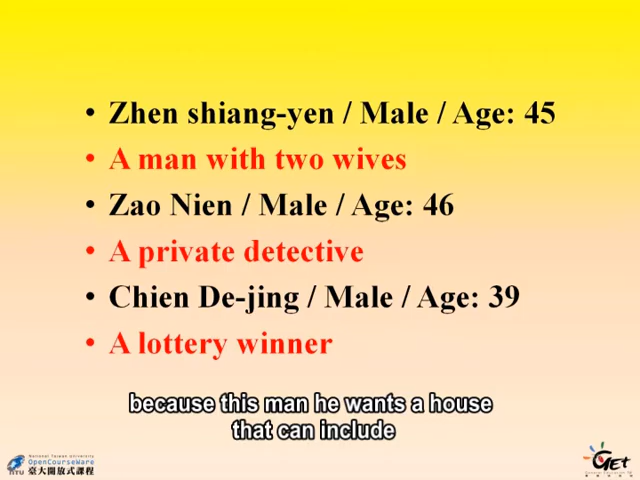 • Zhen shiang-yen / Male / Age: 45
• A man with two wives
• Zao Nien / Male / Age: 46
• A private detective
• Chien De-jing / Male / Age: 39
• A lottery winner
because this man he wants a house
that can include
National Taiwan University
OpenCourseWare
NTU 臺大開放式課程
GET